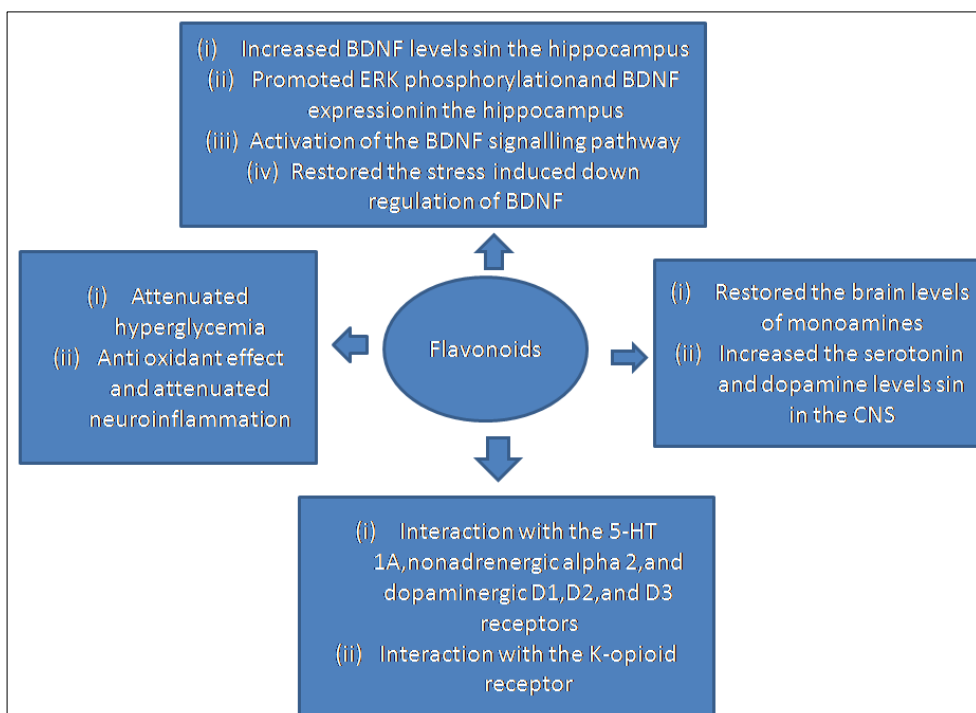 (i) Increased BDNF levels sin the hippocampus
(ii) Promoted ERK phosphorylationand BDNF
expressionin the hippocampus
(iii) Activation of the BDNF signalling pathway
(iv) Restored the stress induced down
regulation of BDNF
(i) Attenuated
hyperglycemia
(ii) Anti oxidant effect
and attenuated
neuroinflammation
Flavonoids
(i) Restored the brain levels
of monoamines
(ii) Increased the serotonin
and dopamine levels sin
in the CNS
(i) Interaction with the 5-HT
1A,nonadrenergic alpha 2,and
dopaminergic D1,D2,and D3
receptors
(ii) Interaction with the K-opioid
receptor